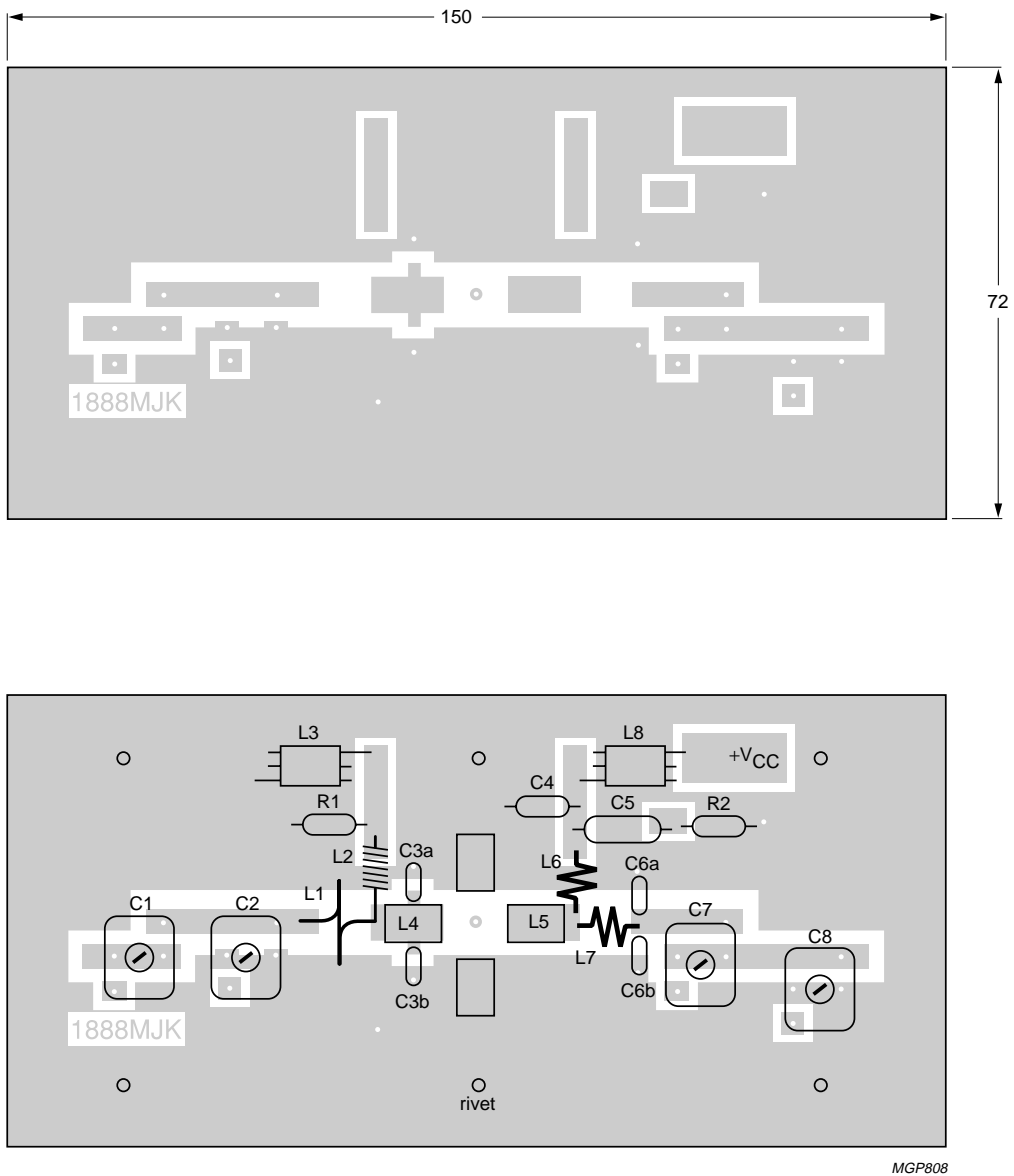 150
72
1888MJK
L3
L8
+VCC
C4
R1
C5
R2
L2
C3a
L6
C6a
L1
C1
C2
L4
L5
C7
C8
L7
C3b
C6b
1888MJK
rivet
MGP808